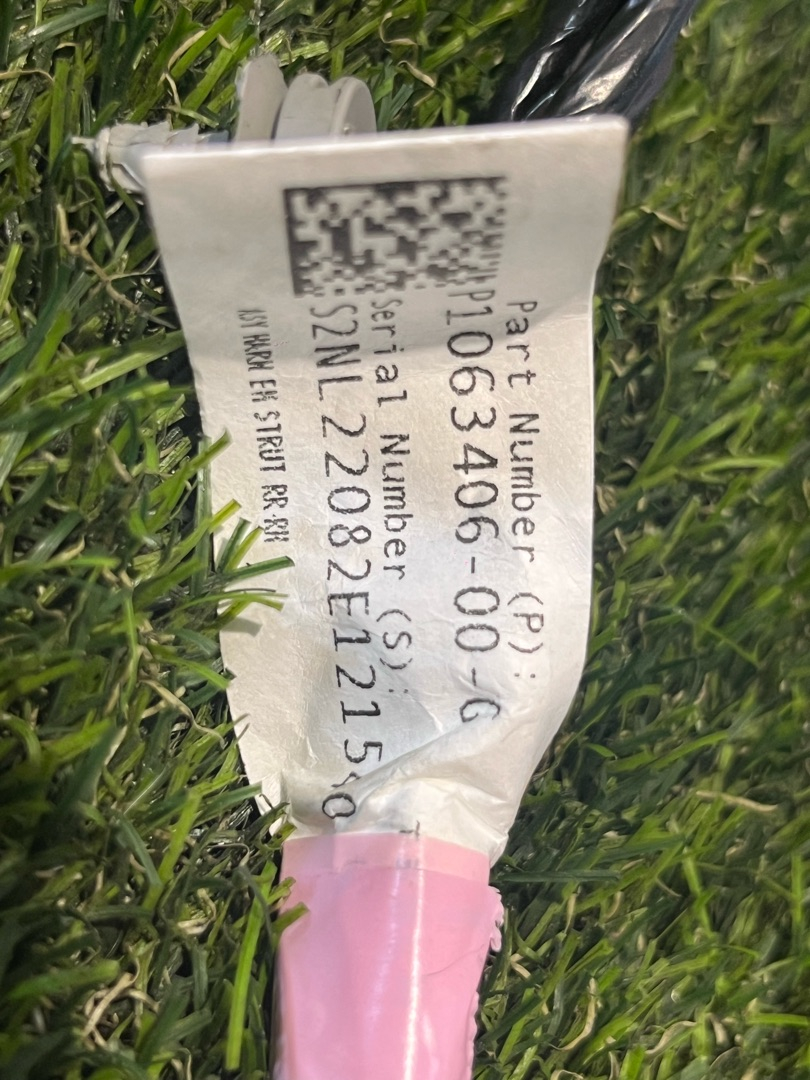 Part Number (P):
P1063406-00-G
Serial Number (S):
S2NL22082E1215
ASY HARN EH STRUT RR RH